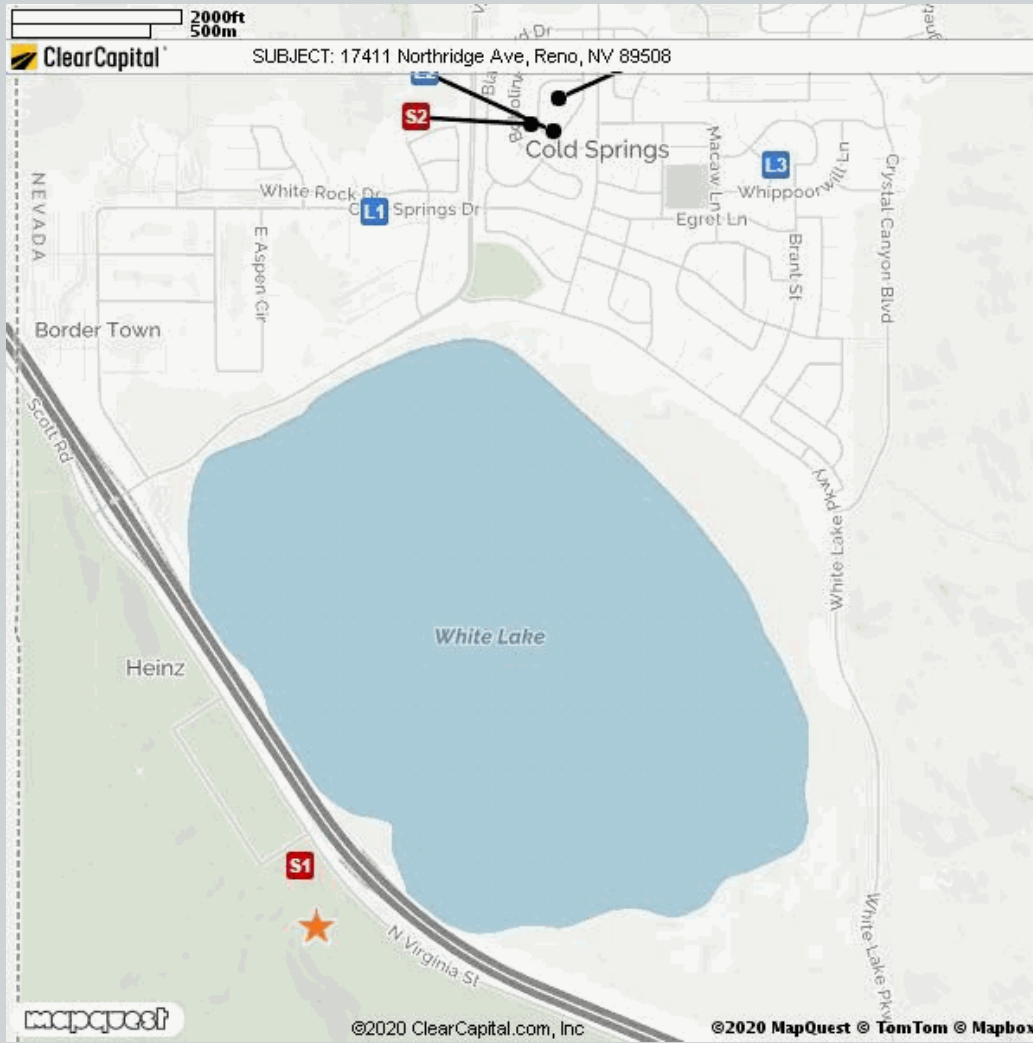 2000ft
500m
ClearCapital
SUBJECT: 17411 Northridge Ave, Reno, NV 89508
S2
Cold Springs
Macaw Ln
L3
Whippoorwill Ln
Crystal Canyon Blvd
NEVADA
White Rock Dr
L1
Springs Dr
Egret Ln
E Aspen Cir
Brant St
Border Town
Scott Rd
White Lake Pkwy
White Lake
Heinz
S1
N Virginia St
White Lake Pkwy
mapquest
©2020 ClearCapital.com, Inc
©2020 MapQuest © TomTom © Mapbox